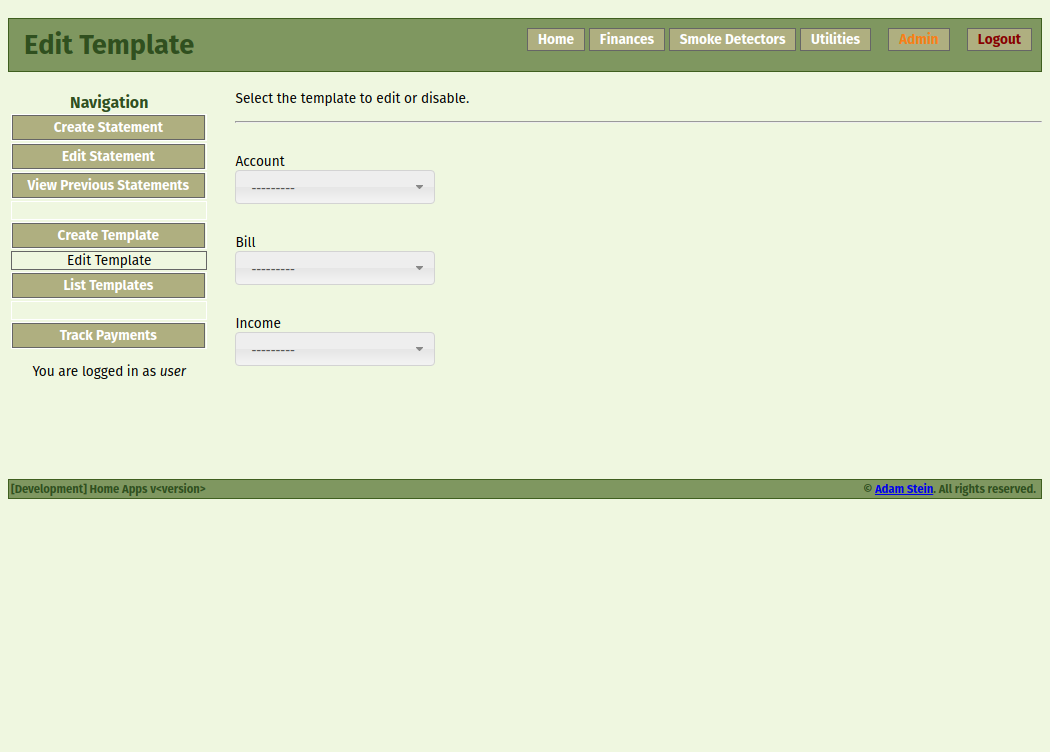 Edit Template
Home
Finances
Smoke Detectors
Utilities
Admin
Logout
Navigation
Create Statement
Edit Statement
View Previous Statements
Create Template
Edit Template
List Templates
Track Payments
You are logged in as user
Select the template to edit or disable.
Account
---------
Bill
---------
Income
---------
[Development] Home Apps v<version>
© Adam Stein. All rights reserved.